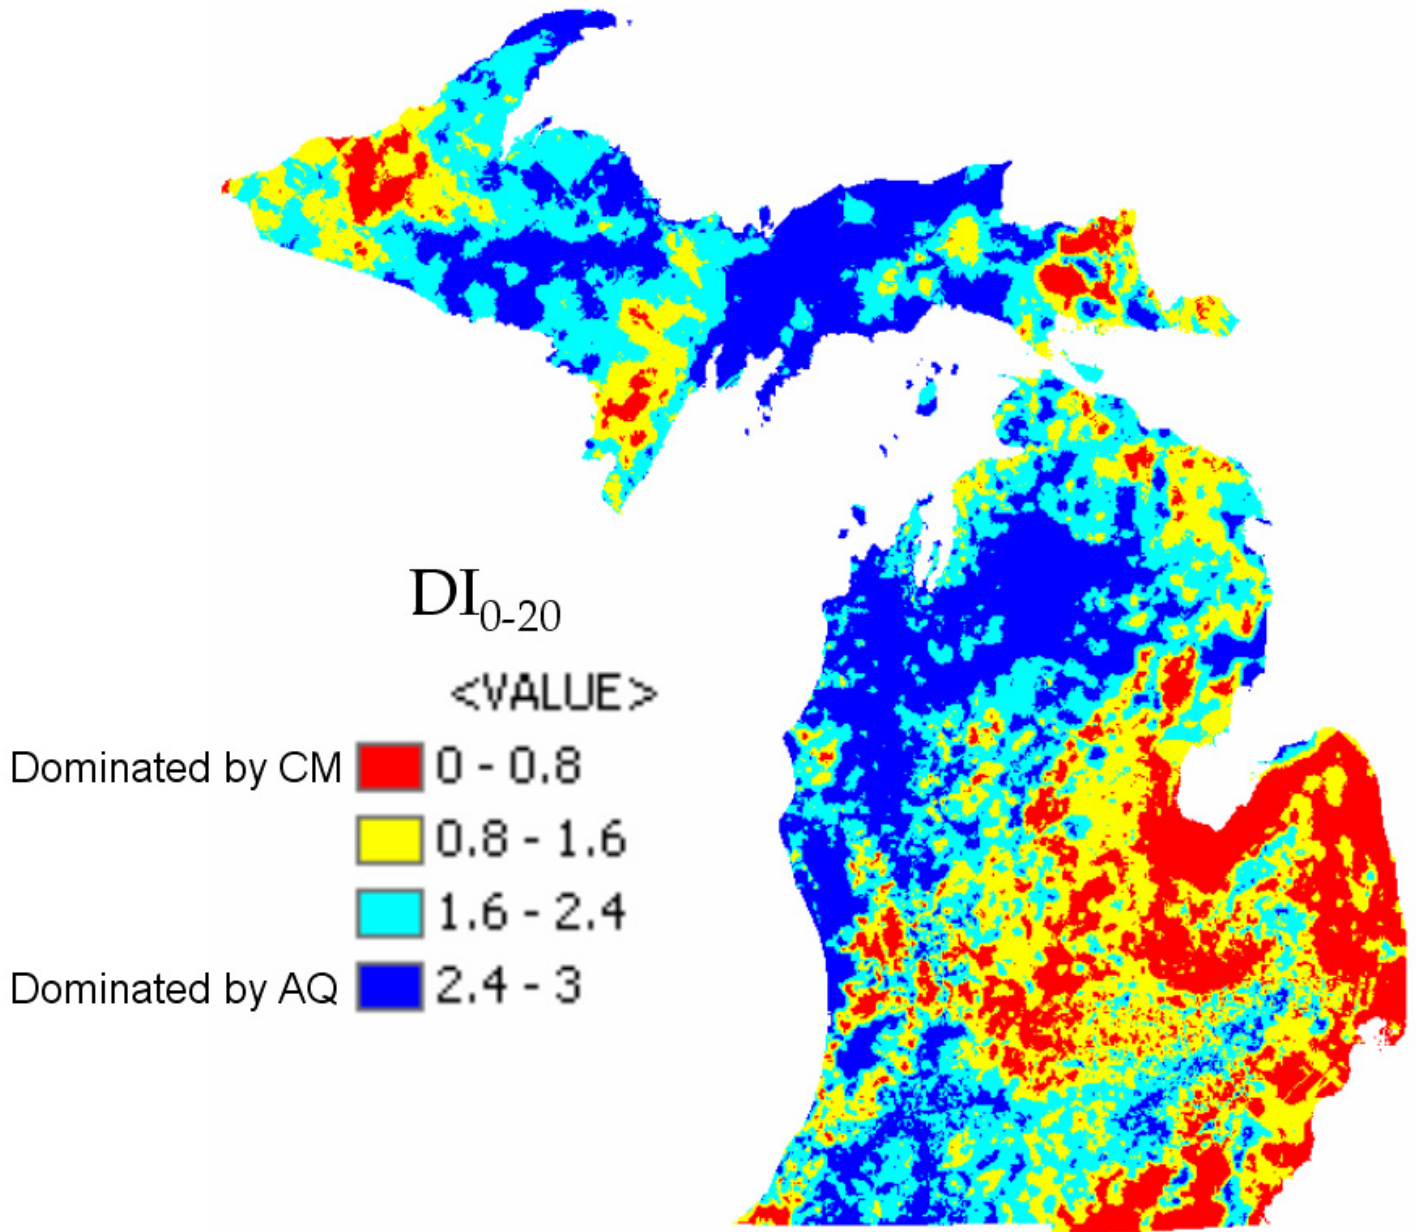 DI0-20
<VALUE>
Dominated by CM 0 - 0.8
0.8 - 1.6
1.6 - 2.4
Dominated by AQ 2.4 - 3